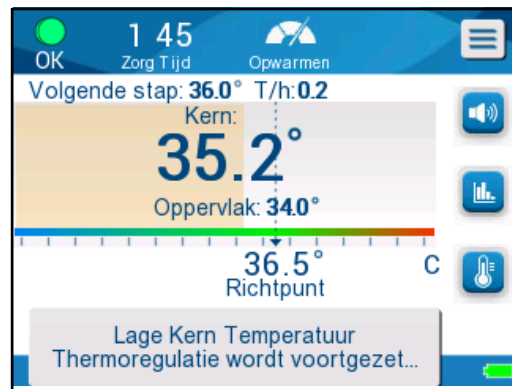 1 45
OK Zorg Tijd Opwarmen
Volgende stap: 36.0° T/h:0.2
Kern:
35.2°
Oppervlak: 34.0°
36.5° C
Richtpunt
Lage Kern Temperatuur
Thermoregulatie wordt voortgezet...